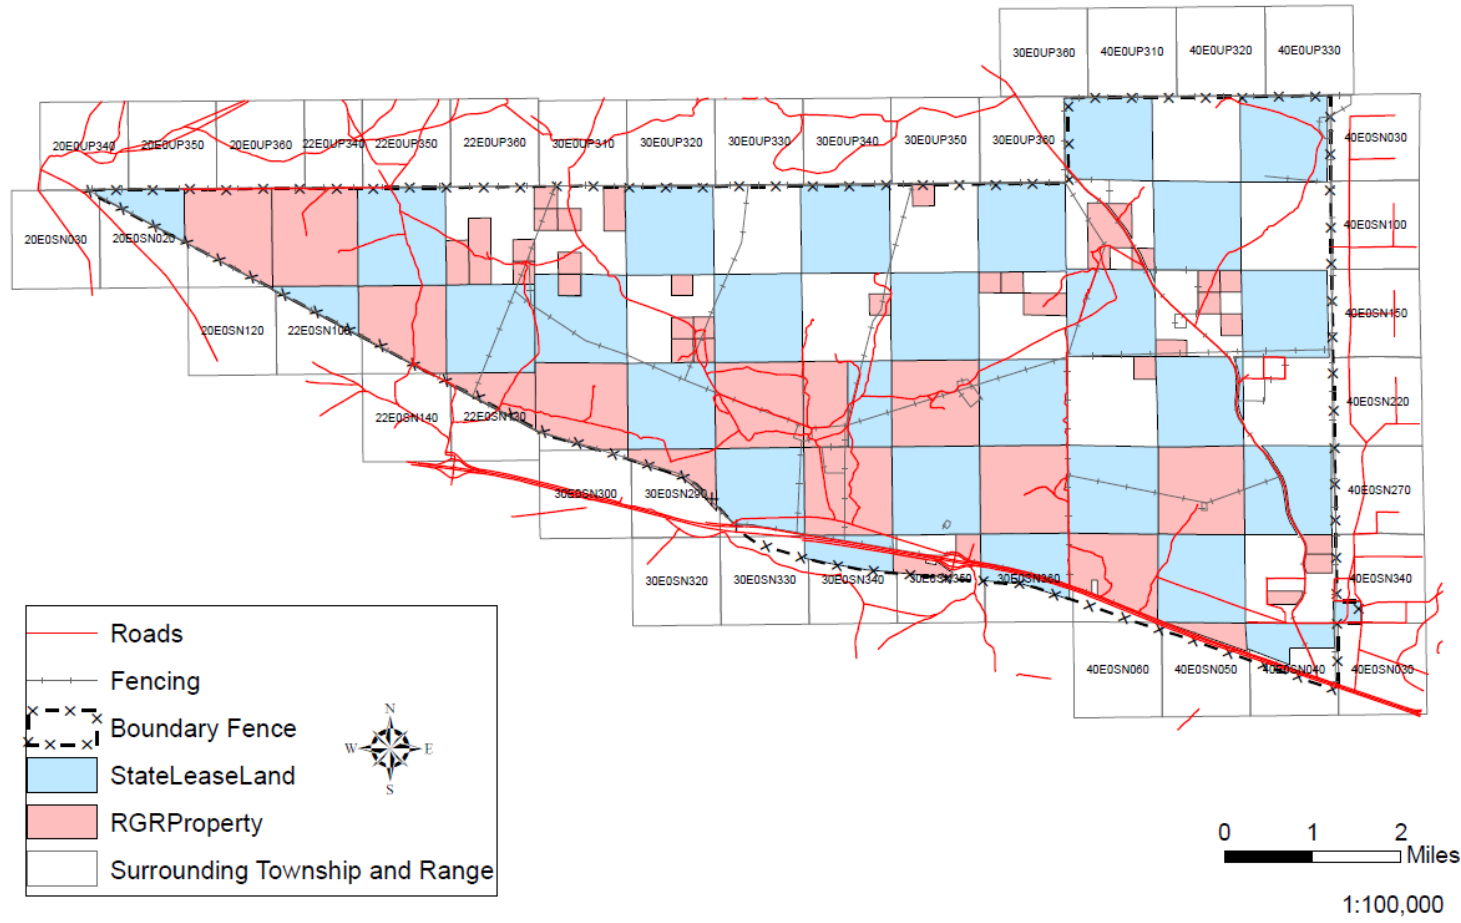 30E0UP360 40E0UP310 40E0UP320 40E0UP330
20E0UP340 20E0UP350 20E0UP360 22E0UP340 22E0UP350 22E0UP360 30E0UP310 30E0UP320 30E0UP330 30E0UP340 30E0UP350 30E0UP360 40E0SN030
20E0SN030 20E0SN020 40E0SN100
20E0SN120 22E0SN100 40E0SN150
22E0SN140 22E0SN130 40E0SN220
30E0SN300 30E0SN290 40E0SN270
30E0SN320 30E0SN330 30E0SN340 30E0SN350 30E0SN360 40E0SN340
40E0SN060 40E0SN050 40E0SN040 40E0SN030
Roads
Fencing
Boundary Fence
StateLeaseLand
RGRProperty
Surrounding Township and Range
N
W E
S
0 1 2
Miles
1:100,000